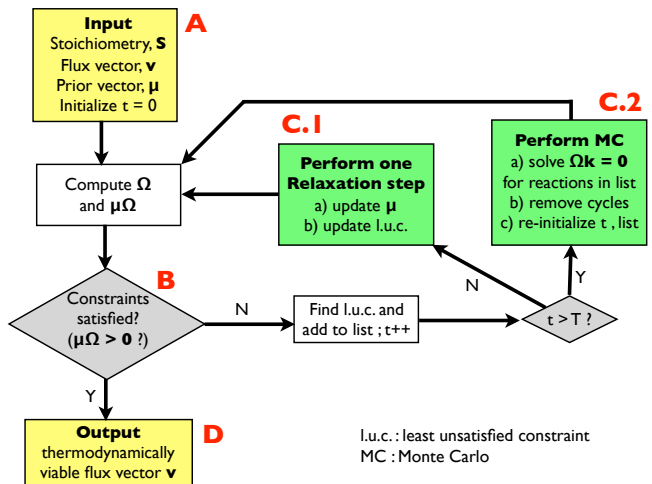 A
Input
Stoichiometry, S
Flux vector, v
Prior vector, μ
Initialize t = 0
C.1
C.2
Perform one
Relaxation step
a) update μ
b) update l.u.c.
Perform MC
a) solve Ωk = 0
for reactions in list
b) remove cycles
c) re-initialize t , list
Compute Ω
and μΩ
B
Constraints
satisfied?
(μΩ > 0 ?)
N
Find l.u.c. and
add to list ; t++
N
Y
t > T ?
Y
D
Output
thermodynamically
viable flux vector v
l.u.c. : least unsatisfied constraint
MC : Monte Carlo